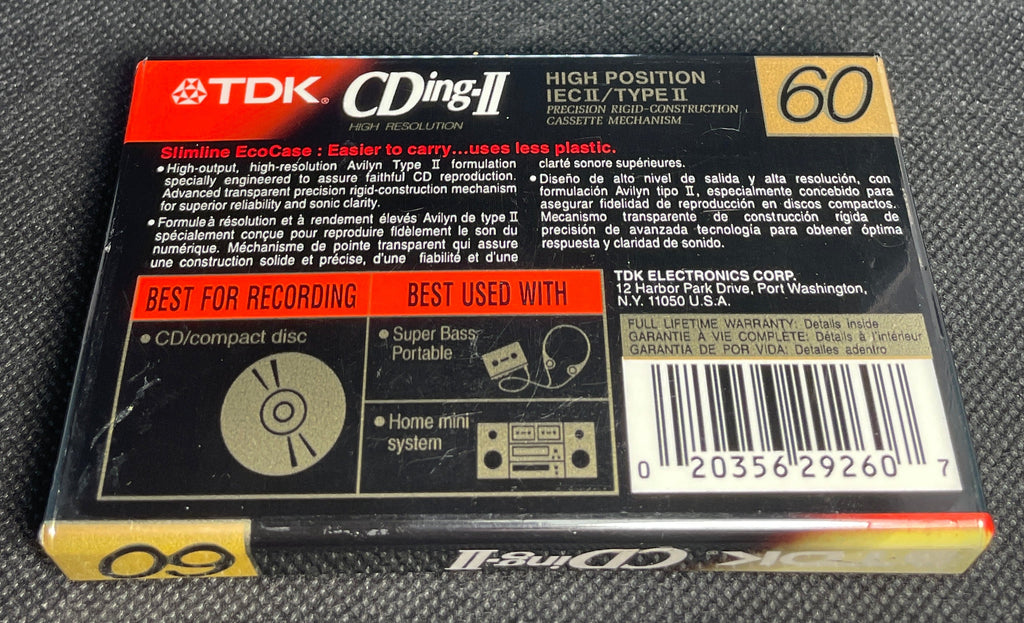 TDK®
CDing-II
HIGH RESOLUTION
HIGH POSITION
IEC II/TYPE II
PRECISION RIGID-CONSTRUCTION
CASSETTE MECHANISM
60
Slimline EcoCase : Easier to carry...uses less plastic.
• High-output, high-resolution Avilyn Type II formulation
specially engineered to assure faithful CD reproduction.
Advanced transparent precision rigid-construction mechanism
for superior reliability and sonic clarity.
• Formule à résolution et à rendement élevés Avilyn de type II
spécialement conçue pour reproduire fidèlement le son du
numérique. Méchanisme de pointe transparent qui assure
une construction solide et précise, d'une fiabilité et d'une
clarté sonore supérieures.
• Diseño de alto nivel de salida y alta resolución, con
formulación Avilyn tipo II, especialmente concebido para
asegurar fidelidad de reproducción en discos compactos.
Mecanismo transparente de construcción rígida de
precisión de avanzada tecnología para obtener óptima
respuesta y claridad de sonido.
BEST FOR RECORDING
• CD/compact disc
BEST USED WITH
• Super Bass
Portable
• Home mini
system
TDK ELECTRONICS CORP.
12 Harbor Park Drive, Port Washington,
N.Y. 11050 U.S.A.
FULL LIFETIME WARRANTY: Details inside
GARANTIE A VIE COMPLETE: Détails à l'intérieur
GARANTIA DE POR VIDA: Detalles adentro
0 20356 29260 7
60
CDing-II
TDK